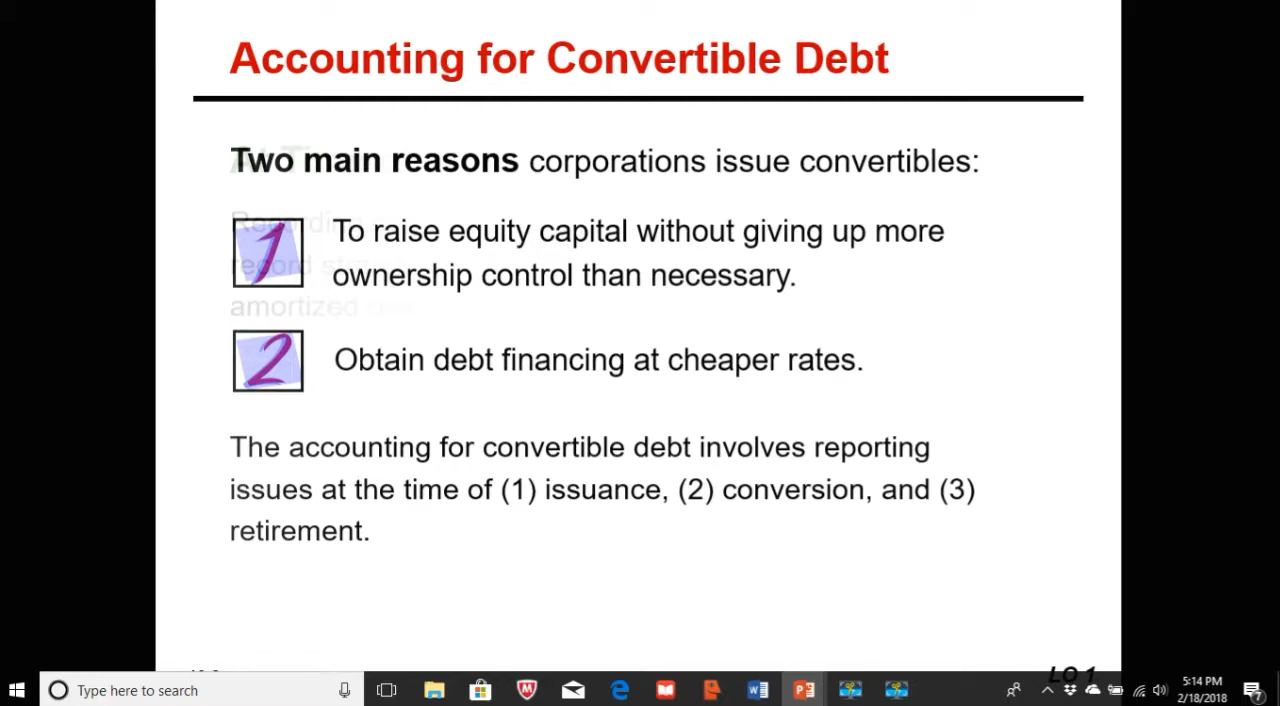 Accounting for Convertible Debt
Two main reasons corporations issue convertibles:
1
To raise equity capital without giving up more
ownership control than necessary.
2
Obtain debt financing at cheaper rates.
The accounting for convertible debt involves reporting
issues at the time of (1) issuance, (2) conversion, and (3)
retirement.
LO 1
Type here to search
5:14 PM
2/18/2018
7